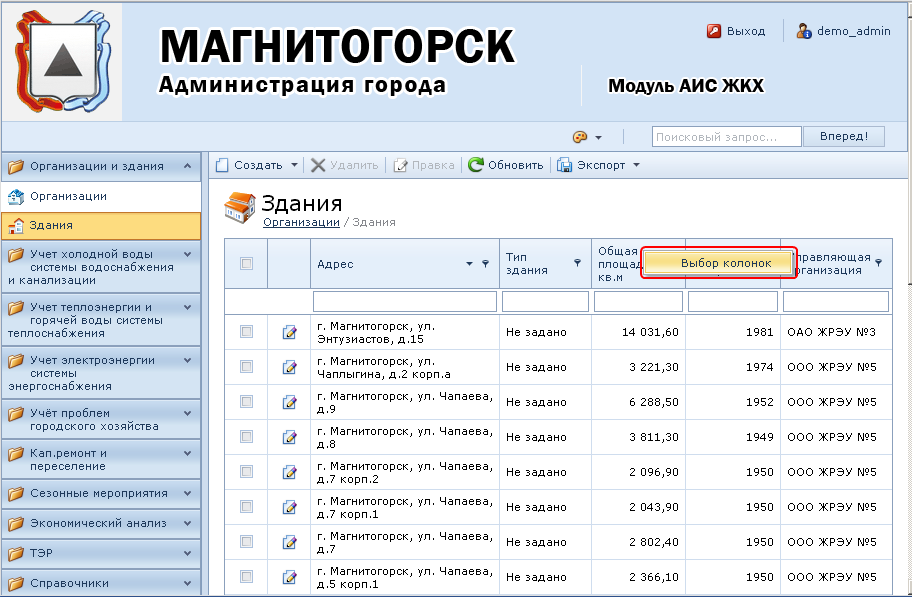 МАГНИТОГОРСК
Администрация города
Модуль АИС ЖКХ
Выход
demo_admin
Поисковый запрос...
Вперед!
Организации и здания
Организации
Здания
Учет холодной воды
системы водоснабжения
и канализации
Учет теплоэнергии и
горячей воды системы
теплоснабжения
Учет электроэнергии
системы
энергоснабжения
Учёт проблем
городского хозяйства
Кап.ремонт и
переселение
Сезонные мероприятия
Экономический анализ
ТЭР
Справочники
Создать
Удалить
Правка
Обновить
Экспорт
Здания
Организации / Здания
Адрес
Тип
здания
Общая
площад
кв.м
Выбор колонок
правляющая
рганизация
г. Магнитогорск, ул.
Энтузиастов, д.15
Не задано
14 031,60
1981
ОАО ЖРЭУ №3
г. Магнитогорск, ул.
Чаплыгина, д.2 корп.а
Не задано
3 221,30
1974
ООО ЖРЭУ №5
г. Магнитогорск, ул. Чапаева,
д.9
Не задано
6 288,50
1952
ООО ЖРЭУ №5
г. Магнитогорск, ул. Чапаева,
д.8
Не задано
3 811,30
1949
ООО ЖРЭУ №5
г. Магнитогорск, ул. Чапаева,
д.7 корп.2
Не задано
2 096,90
1950
ООО ЖРЭУ №5
г. Магнитогорск, ул. Чапаева,
д.7 корп.1
Не задано
2 043,90
1950
ООО ЖРЭУ №5
г. Магнитогорск, ул. Чапаева,
д.7
Не задано
2 802,40
1950
ООО ЖРЭУ №5
г. Магнитогорск, ул. Чапаева,
д.5 корп.1
Не задано
2 366,10
1950
ООО ЖРЭУ №5